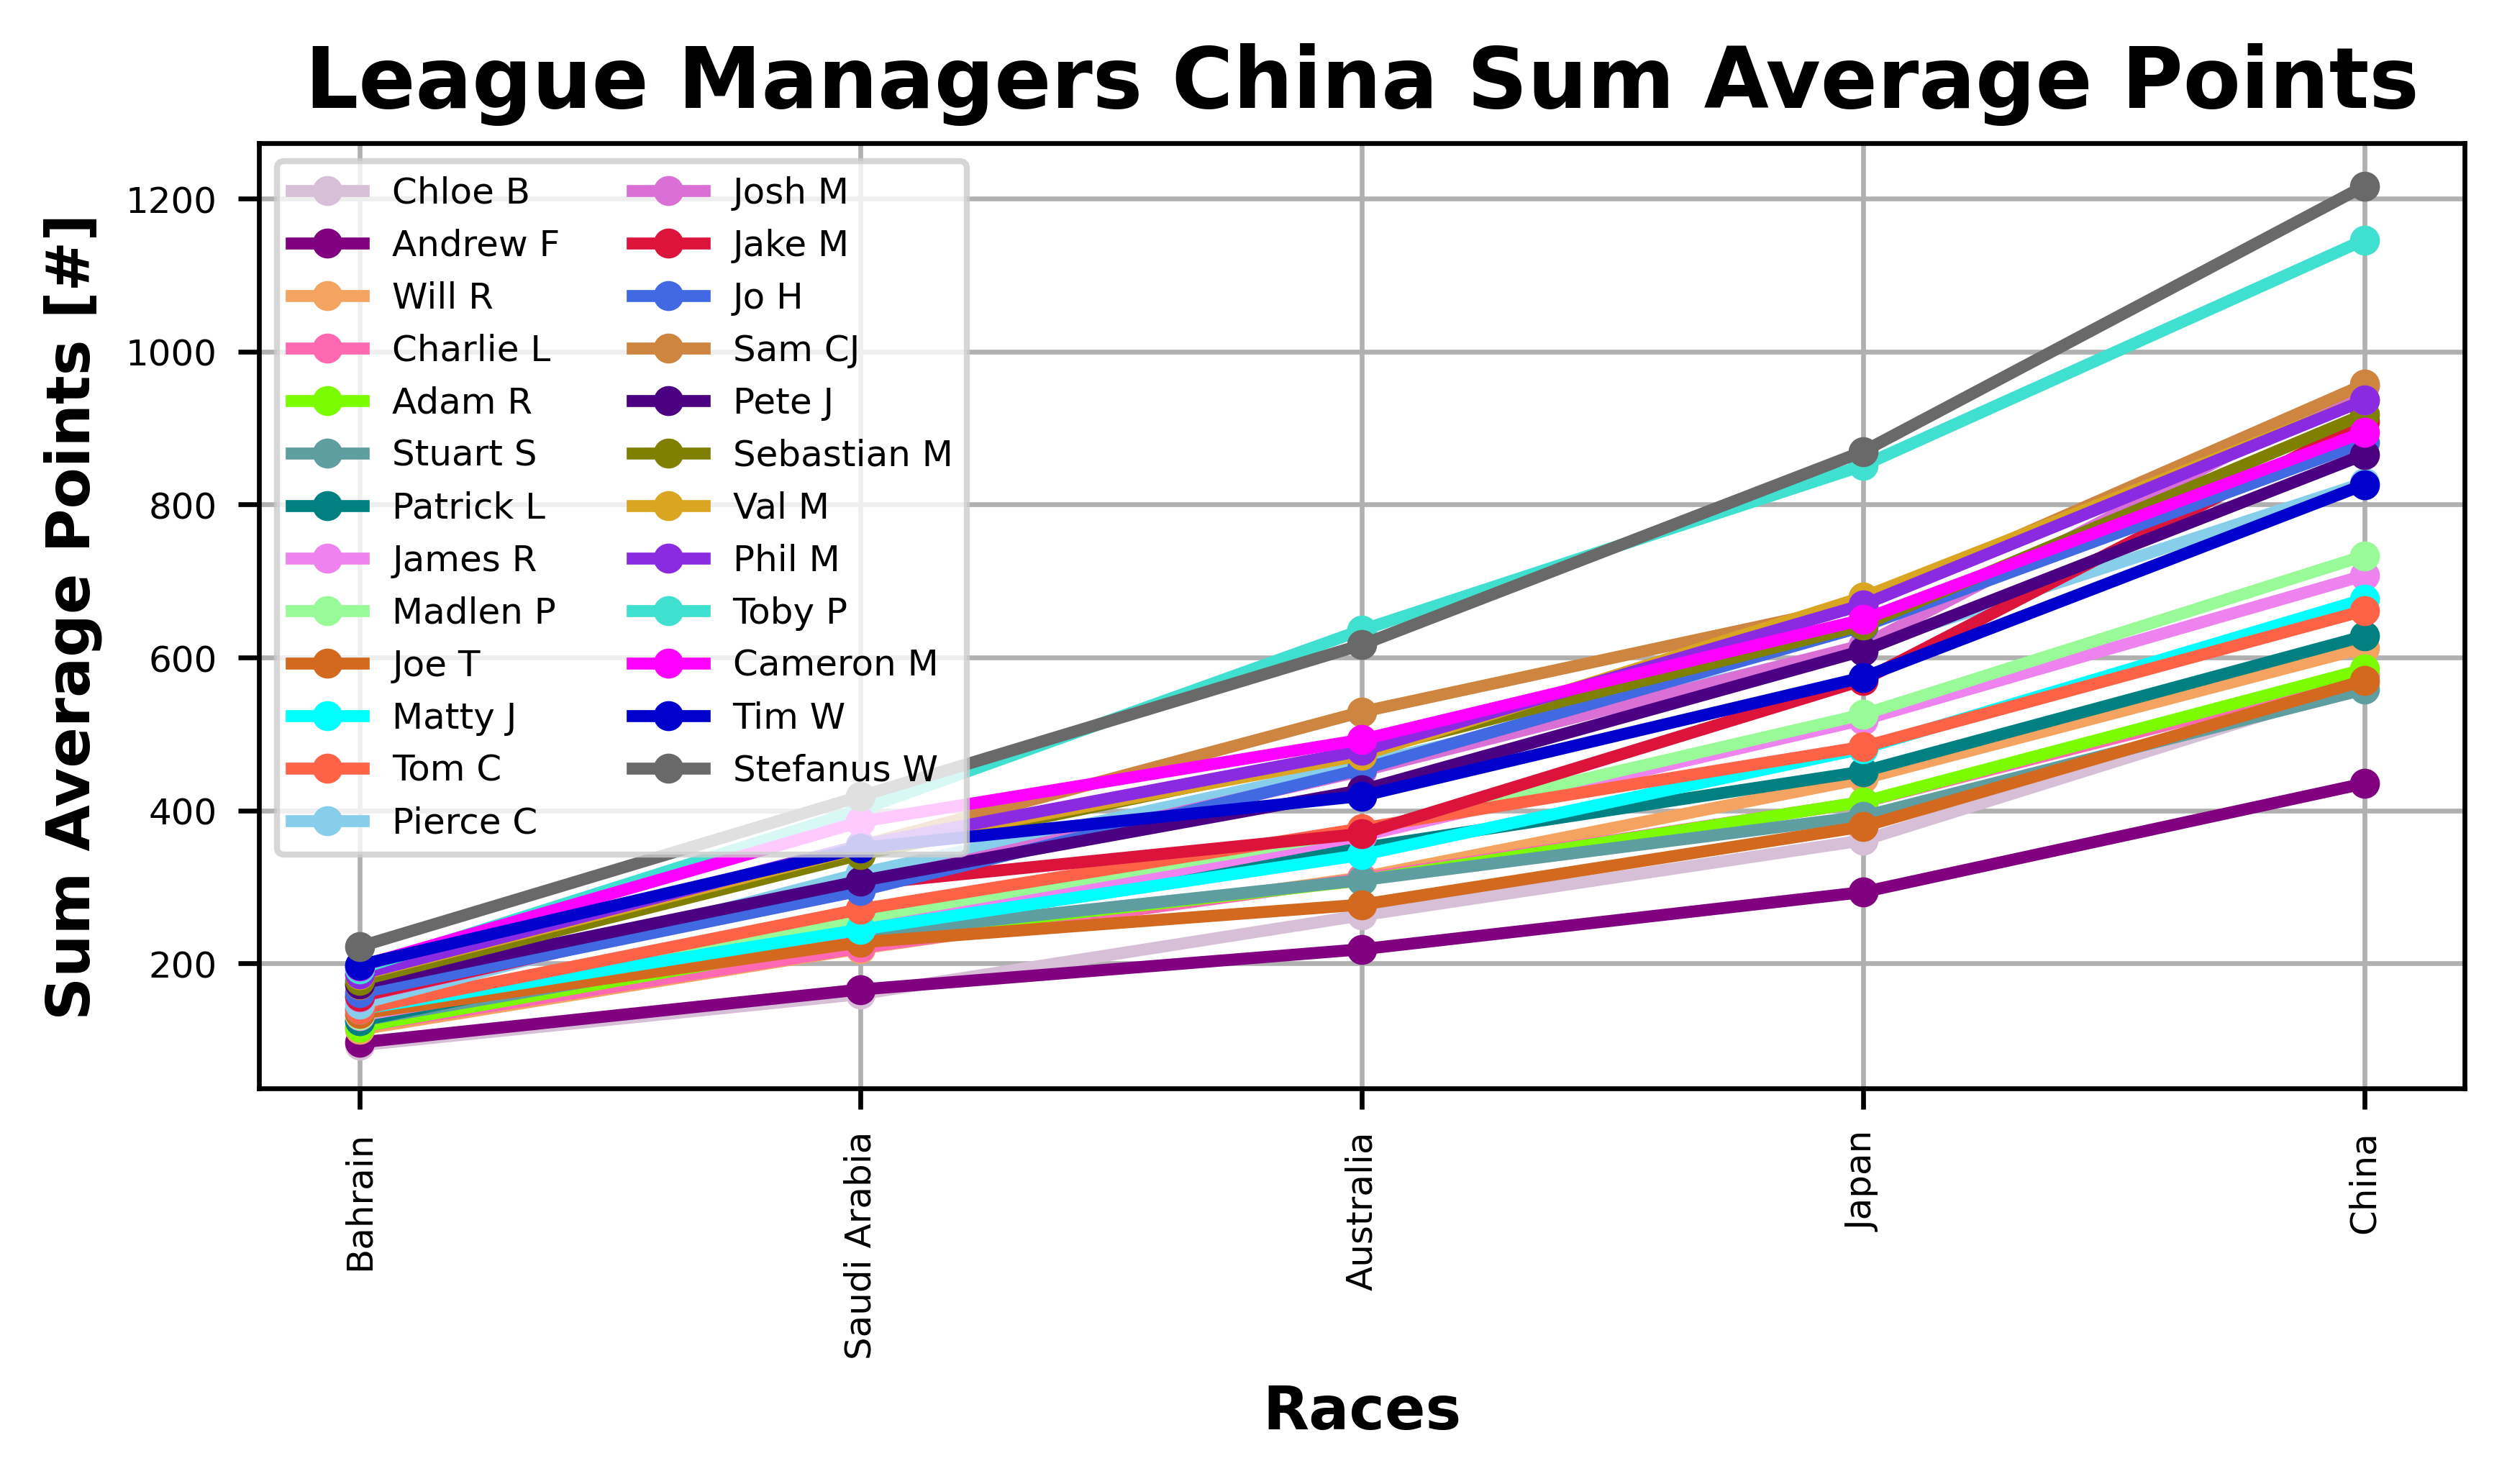 League Managers China Sum Average Points
Sum Average Points [#]
1200
1000
800
600
400
200
Chloe B
Andrew F
Will R
Charlie L
Adam R
Stuart S
Patrick L
James R
Madlen P
Joe T
Matty J
Tom C
Pierce C
Josh M
Jake M
Jo H
Sam CJ
Pete J
Sebastian M
Val M
Phil M
Toby P
Cameron M
Tim W
Stefanus W
Bahrain
Saudi Arabia
Australia
Japan
China
Races